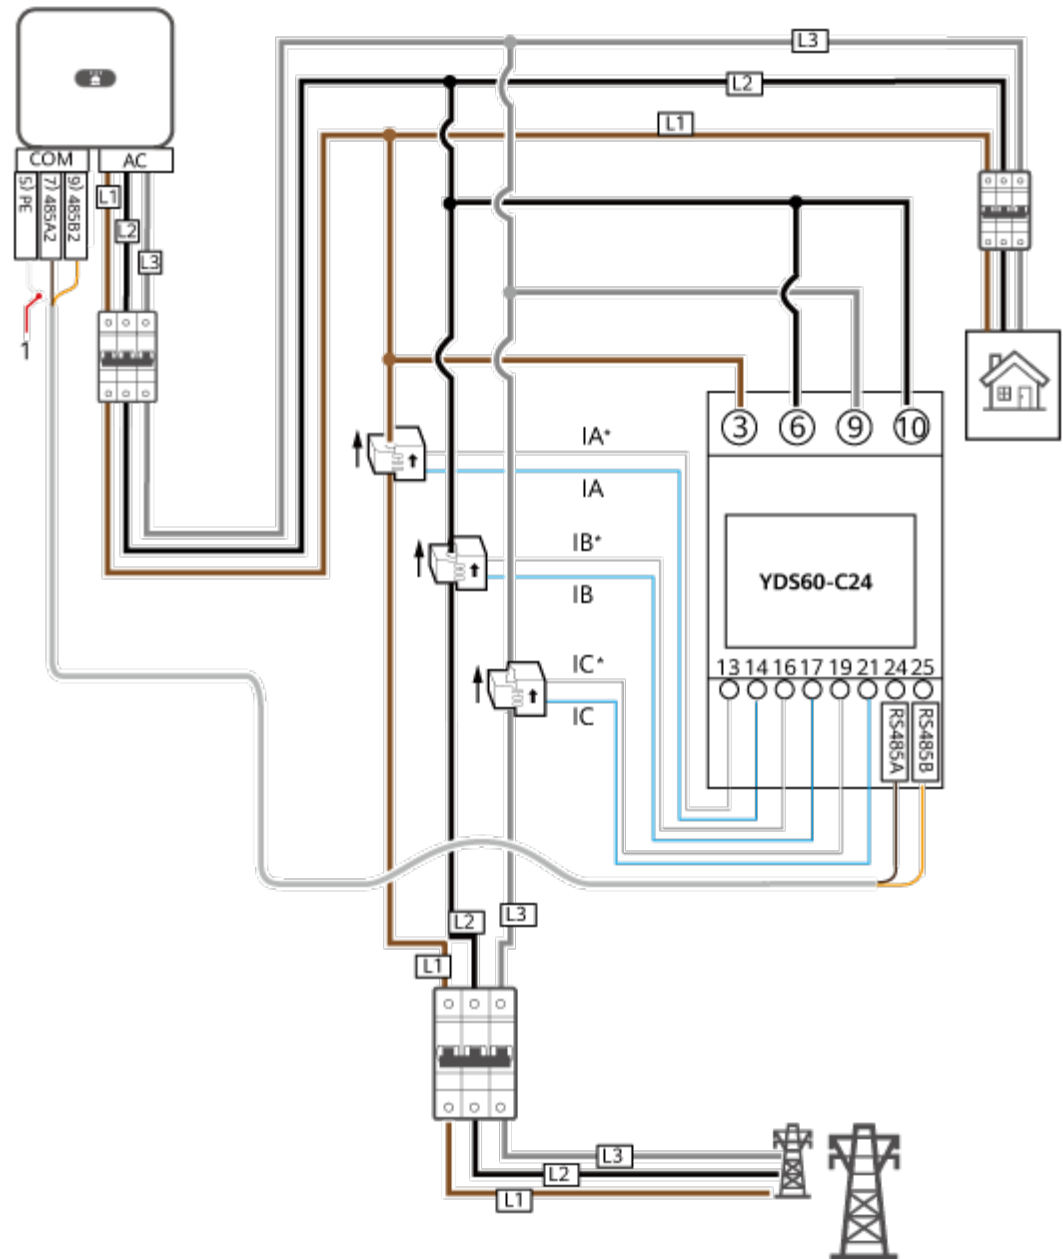 L3
L2
L1
COM
AC
5) PE
7) 485A2
9) 485B2
L1
L2
L3
1
3
6
9
10
IA*
IA
IB*
IB
IC*
IC
YDS60-C24
13 14 16 17 19 21 24 25
RS485A
RS485B
L2
L3
L1
L3
L2
L1